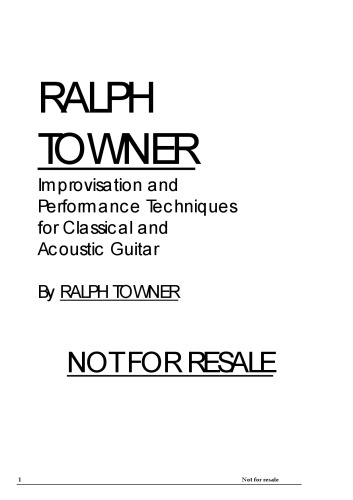 RALPH
TOWNER
Improvisation and
Performance Techniques
for Classical and
Acoustic Guitar
By RALPH TOWNER
NOT FOR RESALE
1 Not for resale